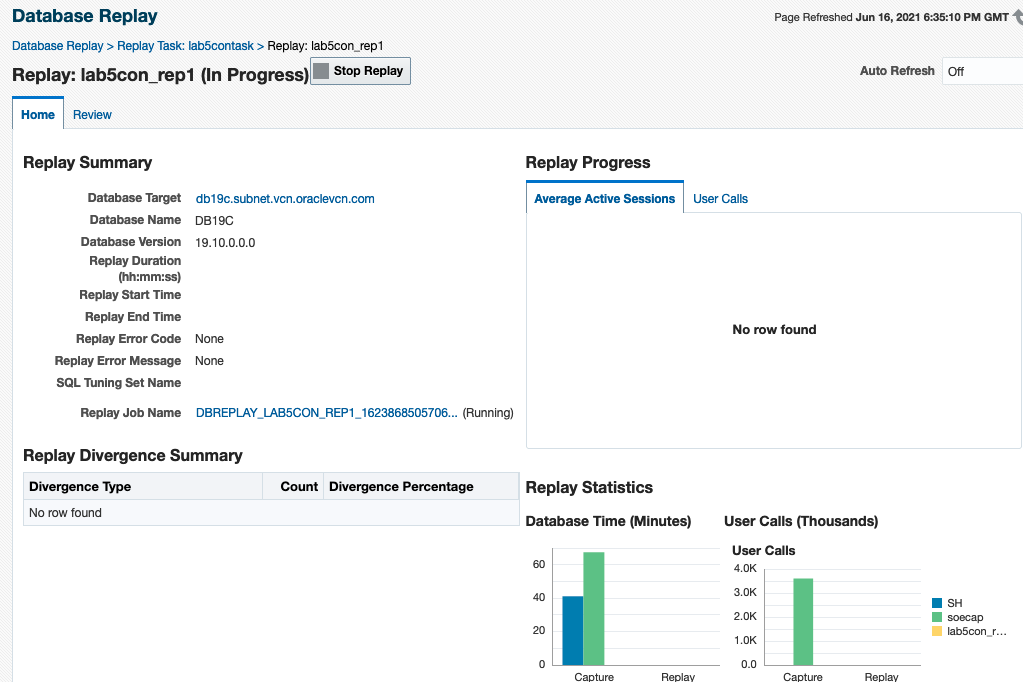 Database Replay
Page Refreshed Jun 16, 2021 6:35:10 PM GMT
Database Replay > Replay Task: lab5contask > Replay: lab5con_rep1
Replay: lab5con_rep1 (In Progress)
Stop Replay
Auto Refresh
Off
Home
Review
Replay Summary
Database Target db19c.subnet.vcn.oraclevcn.com
Database Name DB19C
Database Version 19.10.0.0.0
Replay Duration
(hh:mm:ss)
Replay Start Time
Replay End Time
Replay Error Code None
Replay Error Message None
SQL Tuning Set Name
Replay Job Name DBREPLAY_LAB5CON_REP1_1623868505706... (Running)
Replay Divergence Summary
Divergence Type Count Divergence Percentage
No row found
Replay Progress
Average Active Sessions User Calls
No row found
Replay Statistics
Database Time (Minutes)
60
40
20
0
Capture Replay
User Calls (Thousands)
User Calls
4.0K
3.0K
2.0K
1.0K
0.0
Capture Replay
SH
soecap
lab5con_r...